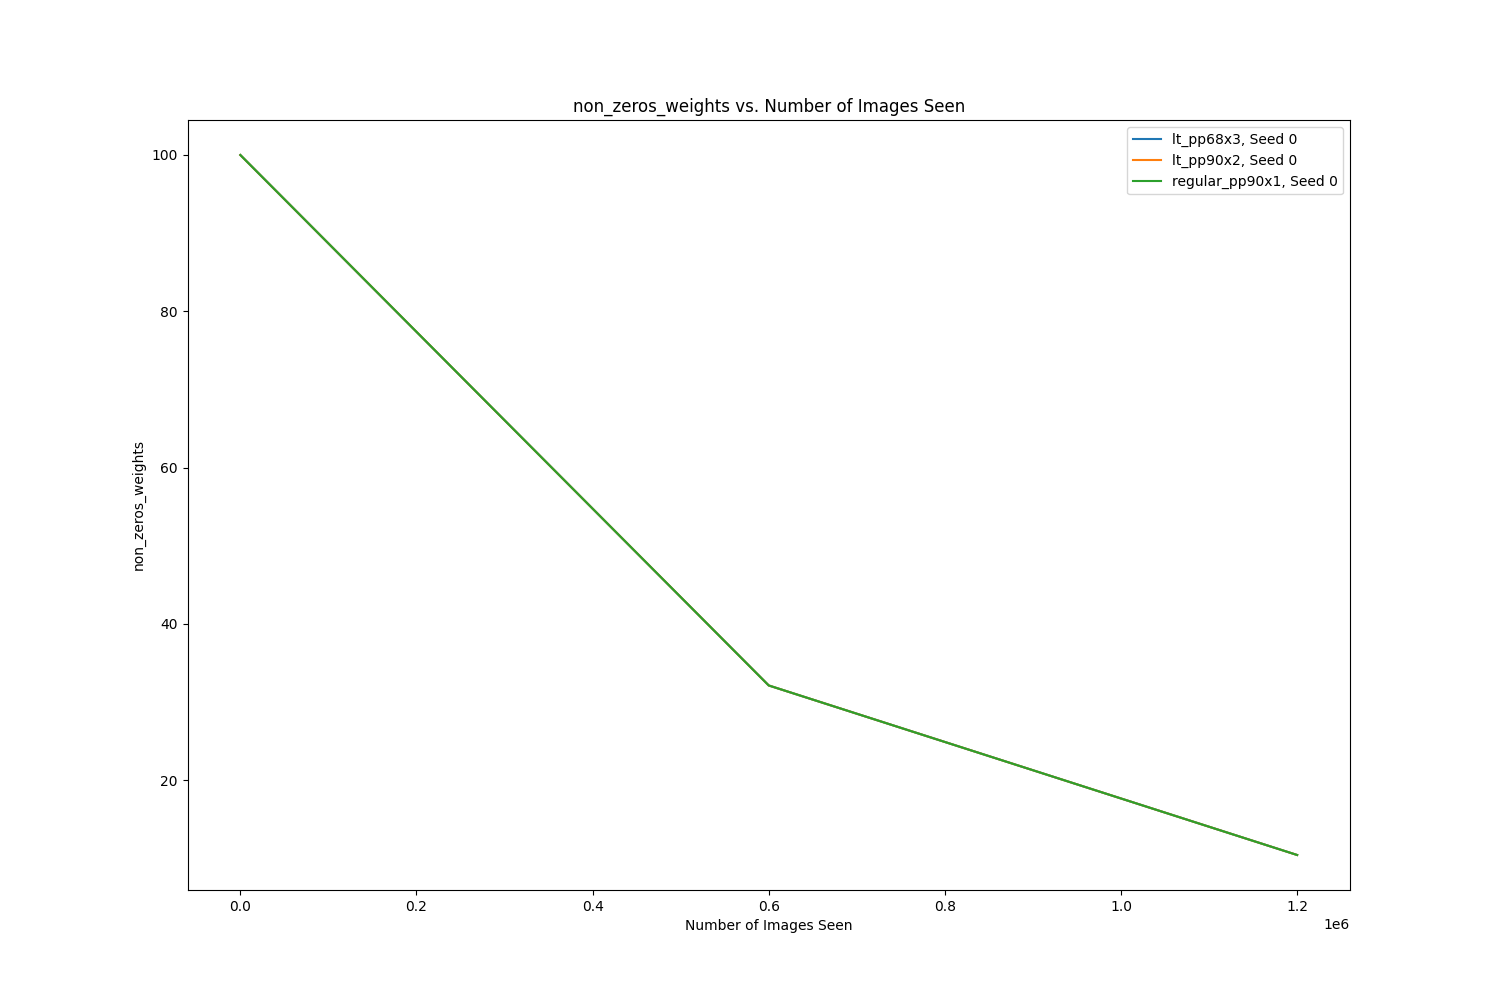 non_zeros_weights vs. Number of Images Seen
lt_pp68x3, Seed 0
lt_pp90x2, Seed 0
regular_pp90x1, Seed 0
100
80
60
40
20
non_zeros_weights
0.0
0.2
0.4
0.6
0.8
1.0
1.2
1e6
Number of Images Seen